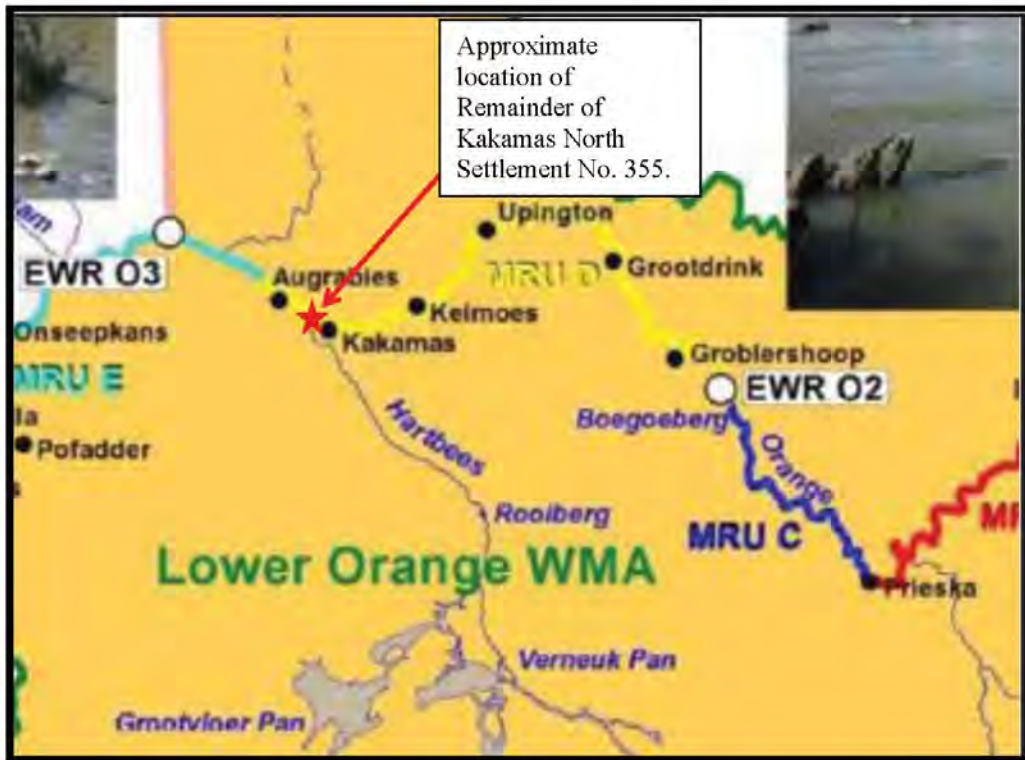 Approximate
location of
Remainder of
Kakamas North
Settlement No. 355.
Upington
EWR O3
MRU D
Grootdrink
Augrabies
Keimoes
Onseepkans
Kakamas
MRU E
Groblershoop
EWR O2
Boegoeberg
la
Pofadder
Hartbees
Orange
s
Rooiberg
MRU C
Lower Orange WMA
Prieska
Verneuk Pan
Grootvloer Pan